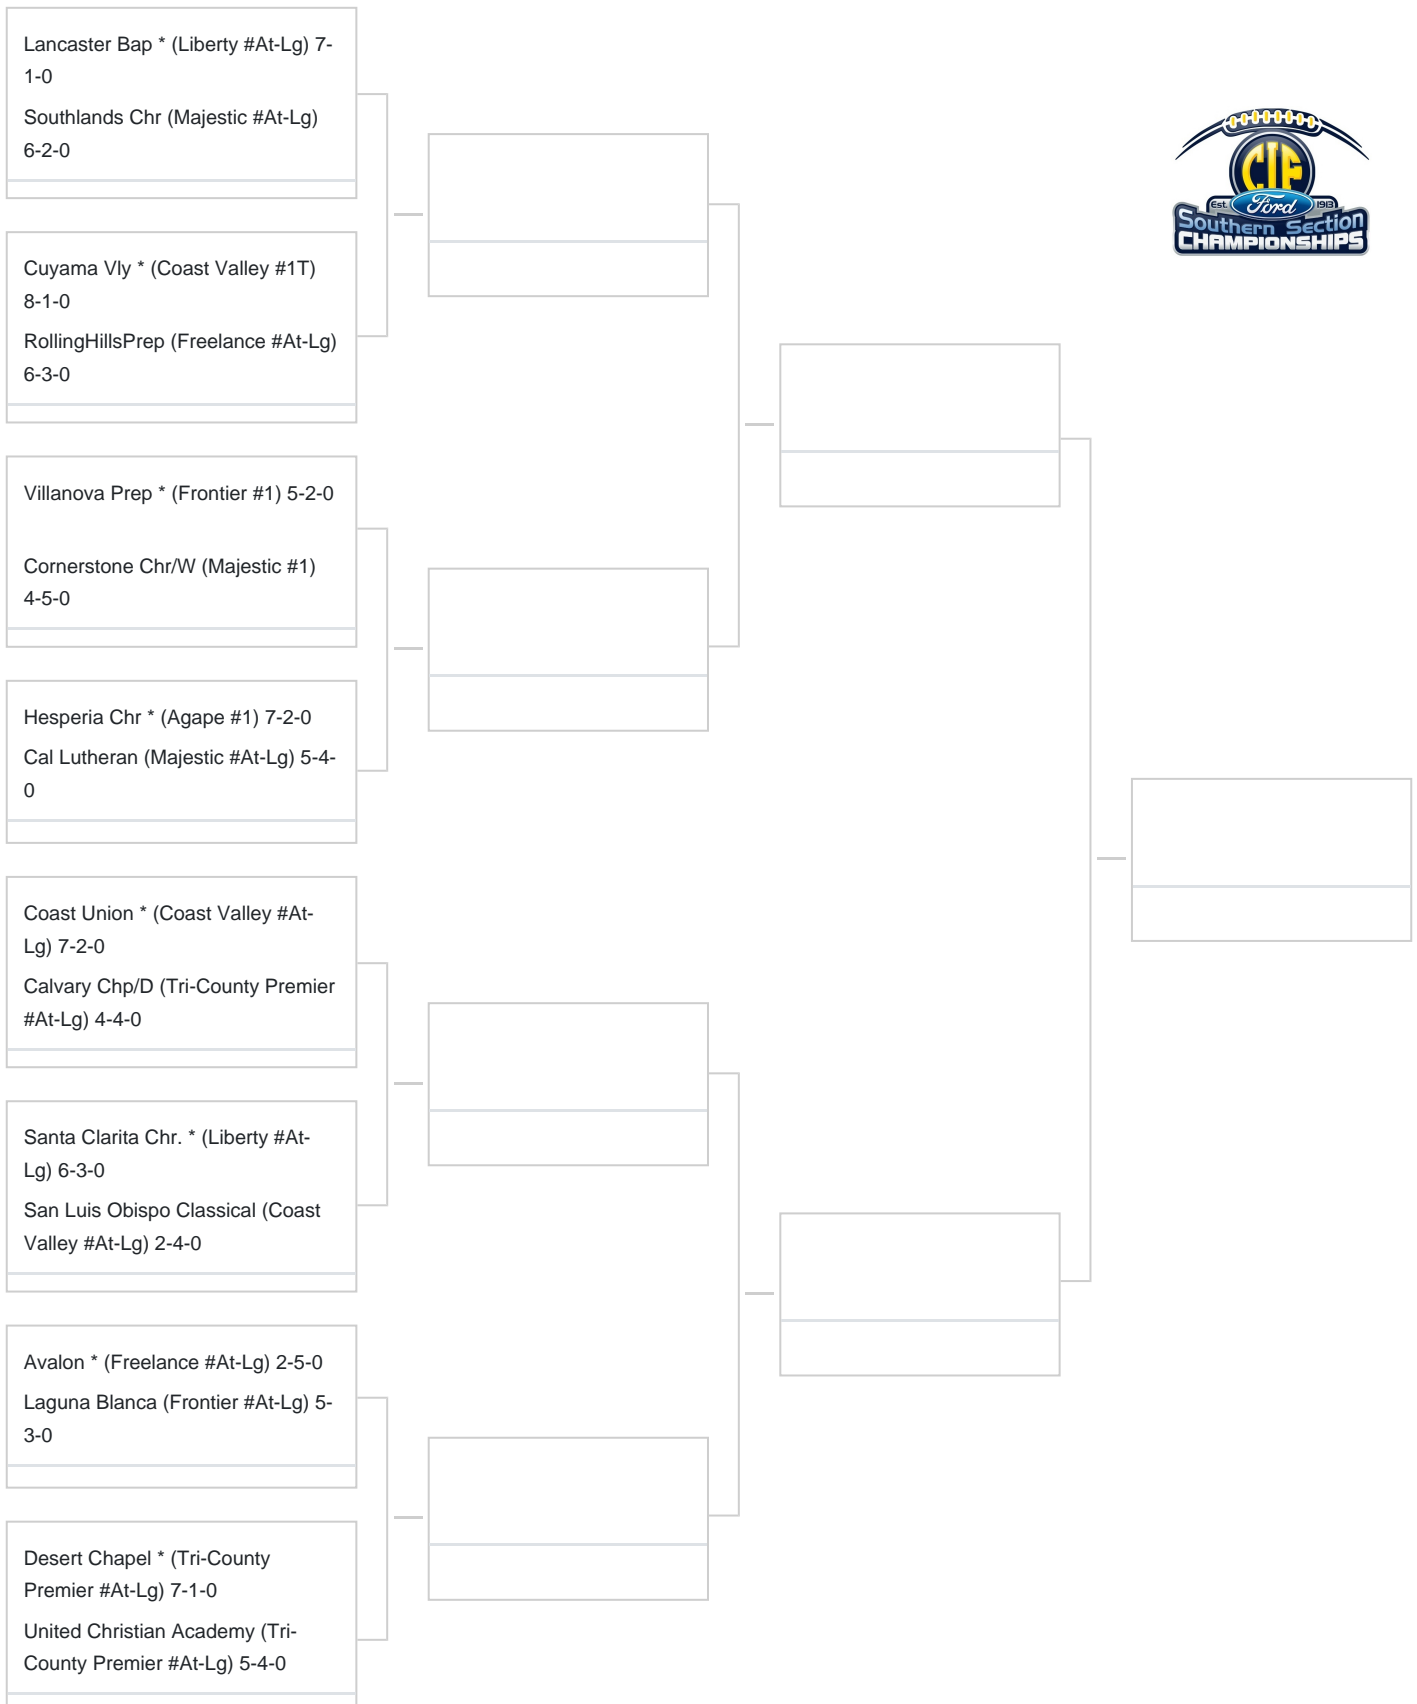 Lancaster Bap * (Liberty #At-Lg) 7-
1-0
Southlands Chr (Majestic #At-Lg)
6-2-0
Cuyama Vly * (Coast Valley #1T)
8-1-0
RollingHillsPrep (Freelance #At-Lg)
6-3-0
Villanova Prep * (Frontier #1) 5-2-0
Cornerstone Chr/W (Majestic #1)
4-5-0
Hesperia Chr * (Agape #1) 7-2-0
Cal Lutheran (Majestic #At-Lg) 5-4-
0
Coast Union * (Coast Valley #At-
Lg) 7-2-0
Calvary Chp/D (Tri-County Premier
#At-Lg) 4-4-0
Santa Clarita Chr. * (Liberty #At-
Lg) 6-3-0
San Luis Obispo Classical (Coast
Valley #At-Lg) 2-4-0
Avalon * (Freelance #At-Lg) 2-5-0
Laguna Blanca (Frontier #At-Lg) 5-
3-0
Desert Chapel * (Tri-County
Premier #At-Lg) 7-1-0
United Christian Academy (Tri-
County Premier #At-Lg) 5-4-0
CIF
Est. Ford 1913
Southern Section
CHAMPIONSHIPS